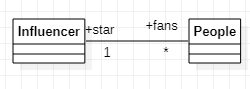 +star
+fans
Influencer
People
1
*